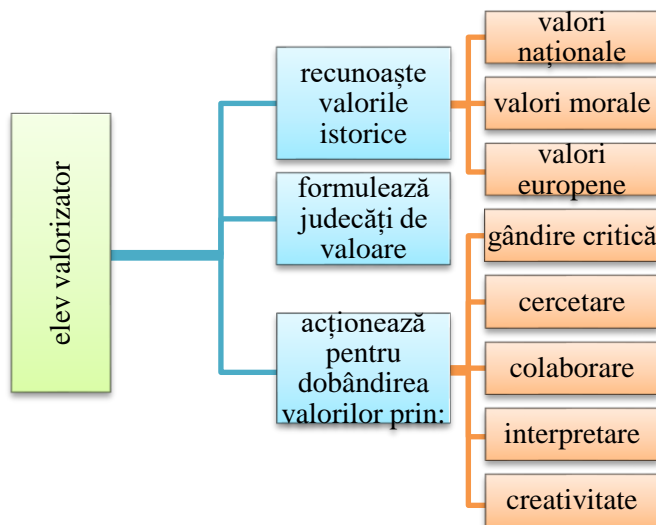 elev valorizator
recunoaște
valorile
istorice
valori
naționale
valori morale
valori
europene
formulează
judecăți de
valoare
acționează
pentru
dobândirea
valorilor prin:
gândire critică
cercetare
colaborare
interpretare
creativitate